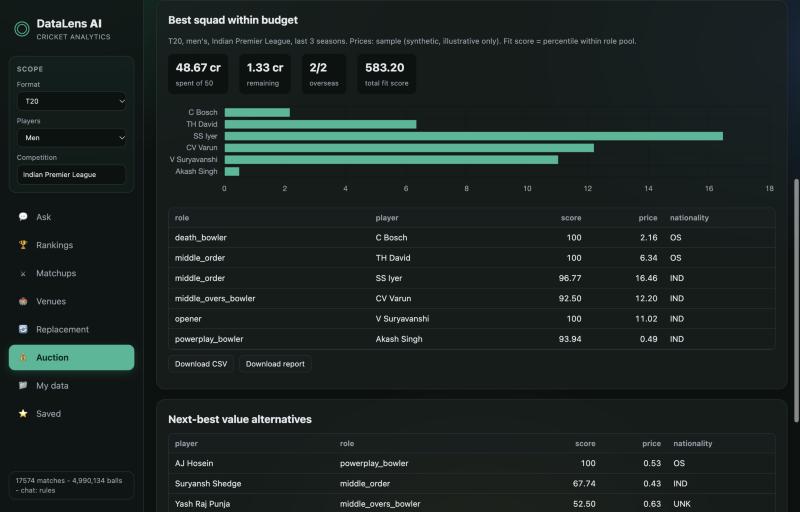 DataLens AI
CRICKET ANALYTICS
SCOPE
Format
T20
Players
Men
Competition
Indian Premier League
Ask
Rankings
Matchups
Venues
Replacement
Auction
My data
Saved
17574 matches - 4,990,134 balls
- chat: rules
Best squad within budget
T20, men's, Indian Premier League, last 3 seasons. Prices: sample (synthetic, illustrative only). Fit score = percentile within role pool.
48.67 cr
spent of 50
1.33 cr
remaining
2/2
overseas
583.20
total fit score
C Bosch
TH David
SS Iyer
CV Varun
V Suryavanshi
Akash Singh
0 2 4 6 8 10 12 14 16 18
role player score price nationality
death_bowler C Bosch 100 2.16 OS
middle_order TH David 100 6.34 OS
middle_order SS Iyer 96.77 16.46 IND
middle_overs_bowler CV Varun 92.50 12.20 IND
opener V Suryavanshi 100 11.02 IND
powerplay_bowler Akash Singh 93.94 0.49 IND
Download CSV Download report
Next-best value alternatives
player role score price nationality
AJ Hosein powerplay_bowler 100 0.53 OS
Suryansh Shedge middle_order 67.74 0.43 IND
Yash Raj Punja middle_overs_bowler 52.50 0.63 UNK